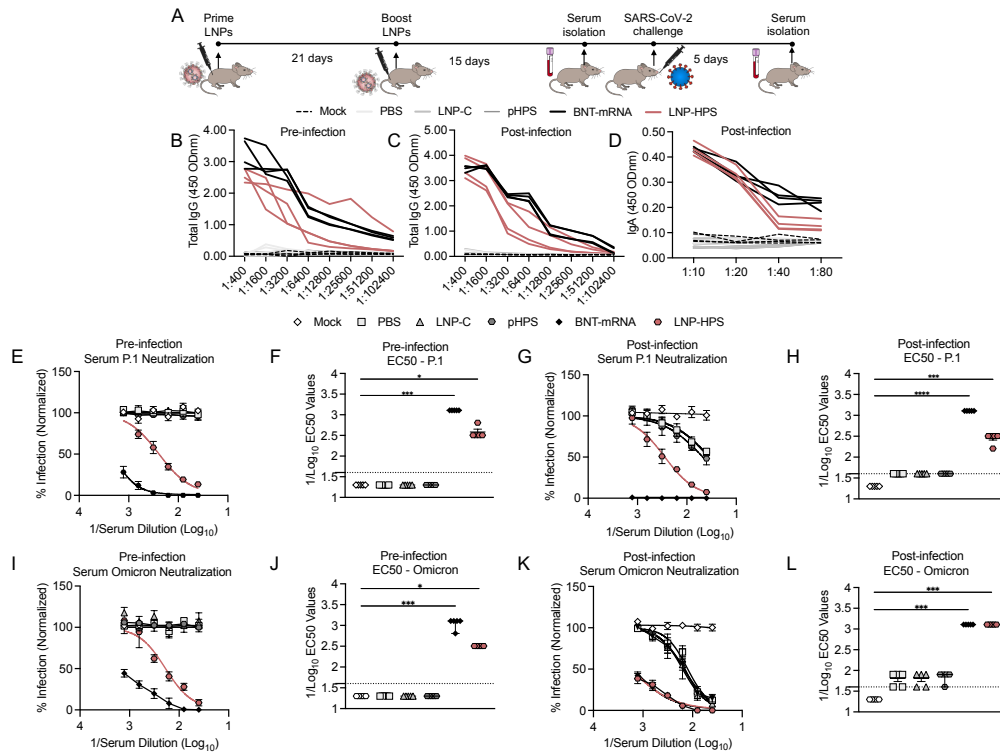 A
Prime
LNPs
Boost
LNPs
Serum
isolation
SARS-CoV-2
challenge
Serum
isolation
21 days
15 days
5 days
Mock PBS LNP-C pHPS BNT-mRNA LNP-HPS
B
Pre-infection
Total IgG (450 ODnm)
4.00
3.00
2.00
1.00
0.00
1:400
1:1600
1:3200
1:6400
1:12800
1:25600
1:51200
1:102400
C
Post-infection
Total IgG (450 ODnm)
5.00
4.00
3.00
2.00
1.00
0.00
1:400
1:1600
1:3200
1:6400
1:12800
1:25600
1:51200
1:102400
D
Post-infection
IgA (450 ODnm)
0.50
0.40
0.30
0.20
0.10
0.00
1:10
1:20
1:40
1:80
Mock PBS LNP-C pHPS BNT-mRNA LNP-HPS
E
Pre-infection
Serum P.1 Neutralization
% Infection (Normalized)
150
100
50
0
4 3 2 1
1/Serum Dilution (Log10)
F
Pre-infection
EC50 - P.1
1/Log10 EC50 Values
4
3.5
3
2.5
2
1.5
1
*
***
G
Post-infection
Serum P.1 Neutralization
% Infection (Normalized)
150
100
50
0
4 3 2 1
1/Serum Dilution (Log10)
H
Post-infection
EC50 - P.1
1/Log10 EC50 Values
4
3.5
3
2.5
2
1.5
1
***
****
I
Pre-infection
Serum Omicron Neutralization
% Infection (Normalized)
150
100
50
0
4 3 2 1
1/Serum Dilution (Log10)
J
Pre-infection
EC50 - Omicron
1/Log10 EC50 Values
4
3.5
3
2.5
2
1.5
1
*
***
K
Post-infection
Serum Omicron Neutralization
% Infection (Normalized)
150
100
50
0
4 3 2 1
1/Serum Dilution (Log10)
L
Post-infection
EC50 - Omicron
1/Log10 EC50 Values
4
3.5
3
2.5
2
1.5
1
***
***